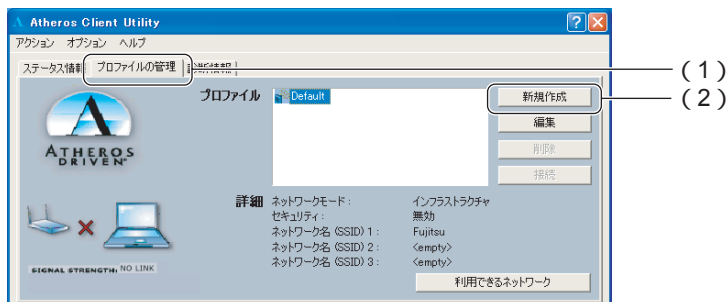 Atheros Client Utility
アクション オプション ヘルプ
ステータス情報 プロファイルの管理 診断情報
(1)
プロファイル Default 新規作成
(2)
編集
削除
接続
ATHEROS
DRIVEN
詳細 ネットワークモード: インフラストラクチャ
セキュリティ: 無効
ネットワーク名 (SSID) 1: Fujitsu
ネットワーク名 (SSID) 2: <empty>
ネットワーク名 (SSID) 3: <empty>
SIGNAL STRENGTH: NO LINK
利用できるネットワーク